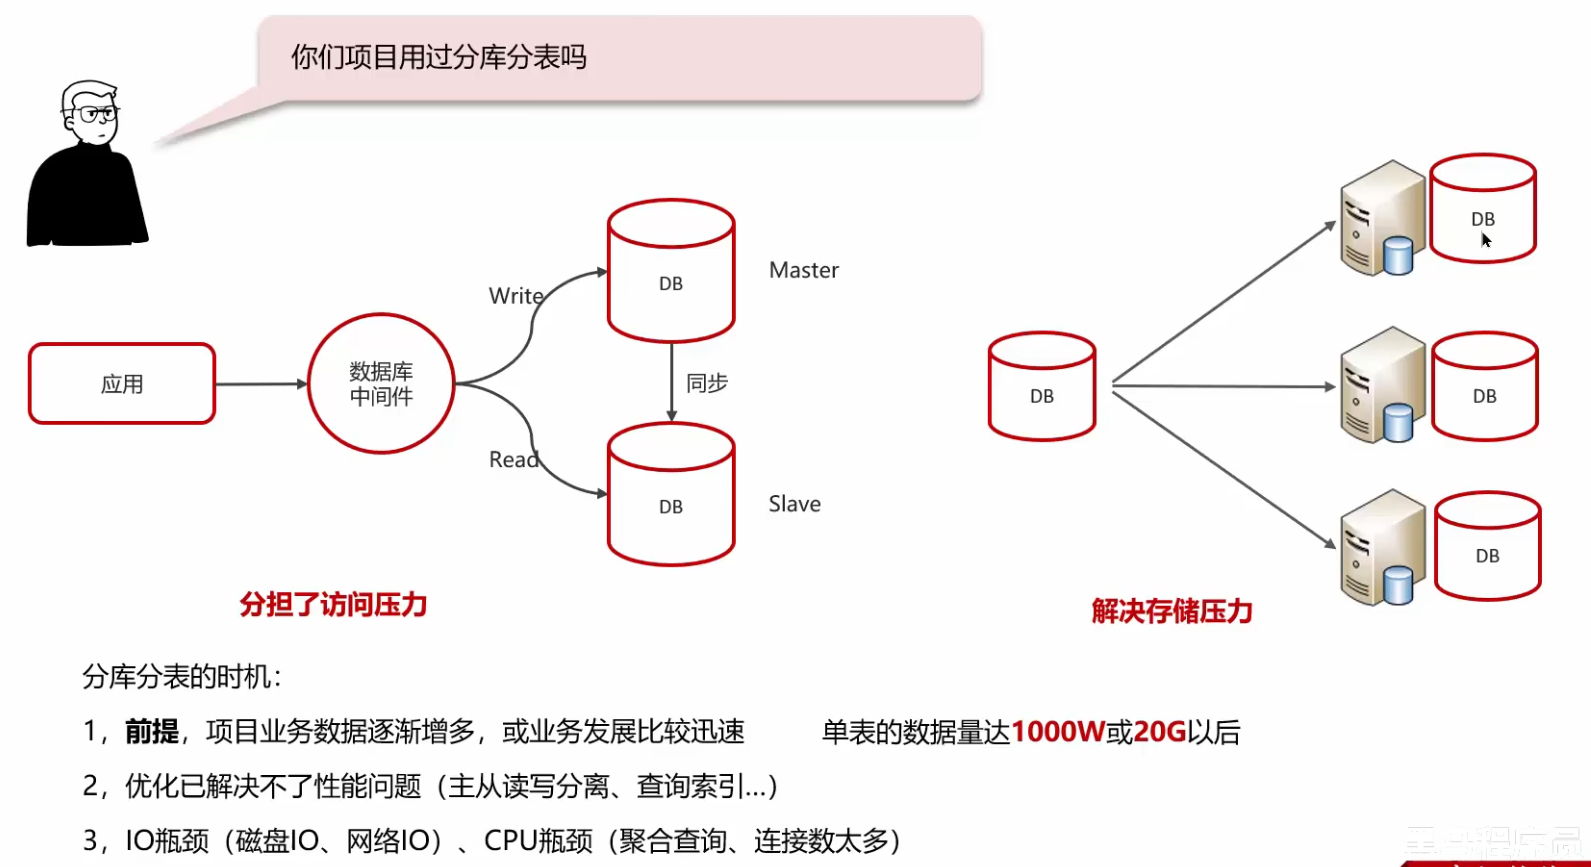 你们项目用过分库分表吗
应用
数据库
中间件
Write
Read
DB
Master
同步
DB
Slave
DB
DB
DB
DB
分担了访问压力
解决存储压力
分库分表的时机：
1，前提，项目业务数据逐渐增多，或业务发展比较迅速 单表的数据量达1000W或20G以后
2，优化已解决不了性能问题（主从读写分离、查询索引…）
3，IO瓶颈（磁盘IO、网络IO）、CPU瓶颈（聚合查询、连接数太多）